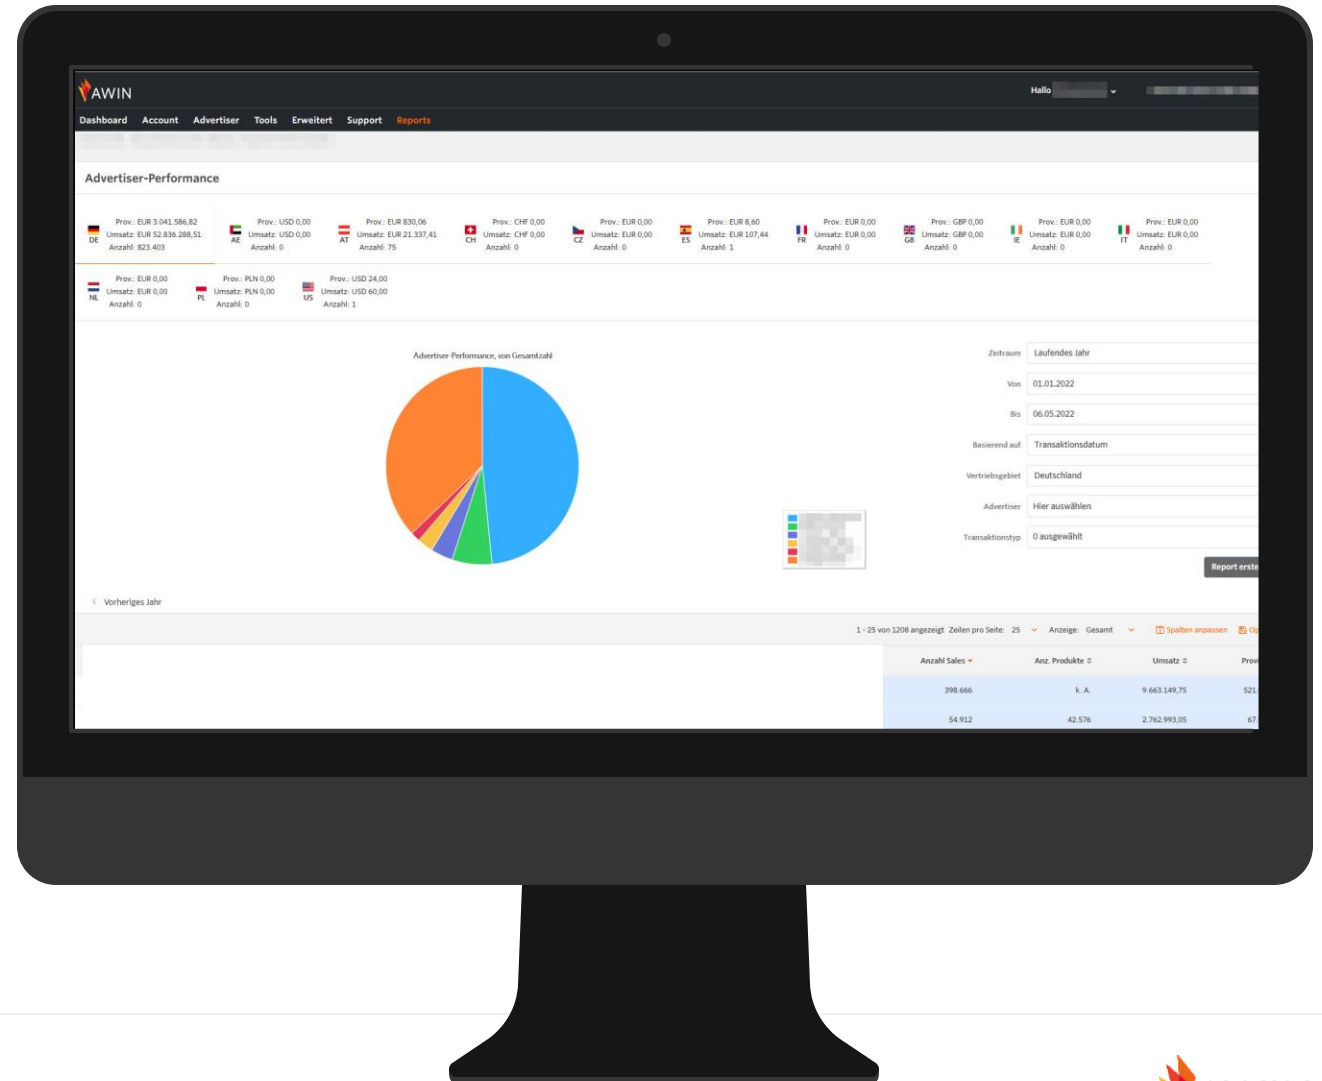 AWIN
Hallo
Dashboard Account Advertiser Tools Erweitert Support Reports
Advertiser-Performance
DE Prov.: EUR 3.041.586,82
Umsatz: EUR 52.836.288,51
Anzahl: 823.403
AE Prov.: USD 0,00
Umsatz: USD 0,00
Anzahl: 0
AT Prov.: EUR 830,06
Umsatz: EUR 21.337,41
Anzahl: 75
CH Prov.: CHF 0,00
Umsatz: CHF 0,00
Anzahl: 0
CZ Prov.: EUR 0,00
Umsatz: EUR 0,00
Anzahl: 0
ES Prov.: EUR 8,60
Umsatz: EUR 107,44
Anzahl: 1
FR Prov.: EUR 0,00
Umsatz: EUR 0,00
Anzahl: 0
GB Prov.: GBP 0,00
Umsatz: GBP 0,00
Anzahl: 0
IE Prov.: EUR 0,00
Umsatz: EUR 0,00
Anzahl: 0
IT Prov.: EUR 0,00
Umsatz: EUR 0,00
Anzahl: 0
NL Prov.: EUR 0,00
Umsatz: EUR 0,00
Anzahl: 0
PL Prov.: PLN 0,00
Umsatz: PLN 0,00
Anzahl: 0
US Prov.: USD 24,00
Umsatz: USD 60,00
Anzahl: 1
Advertiser-Performance, von Gesamtzahl
Zeitraum Laufendes Jahr
Von 01.01.2022
Bis 06.05.2022
Basierend auf Transaktionsdatum
Vertriebsgebiet Deutschland
Advertiser Hier auswählen
Transaktionstyp 0 ausgewählt
Report erste
Vorheriges Jahr
1 - 25 von 1208 angezeigt Zeilen pro Seite: 25 Anzeige: Gesamt Spalten anpassen Op
Anzahl Sales Anz. Produkte Umsatz Prov
398.666 k. A. 9.663.149,75 521.
54.912 42.576 2.762.993,05 67.